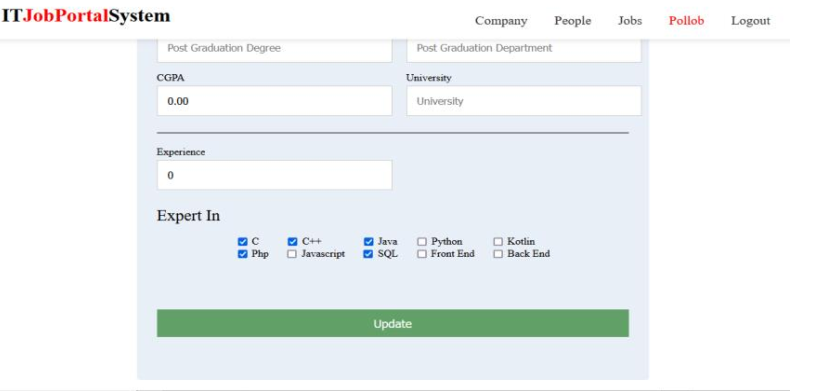 ITJobPortalSystem
Company People Jobs Pollob Logout
Post Graduation Degree Post Graduation Department
CGPA University
0.00 University
Experience
0
Expert In
C C++ Java Python Kotlin
Php Javascript SQL Front End Back End
Update